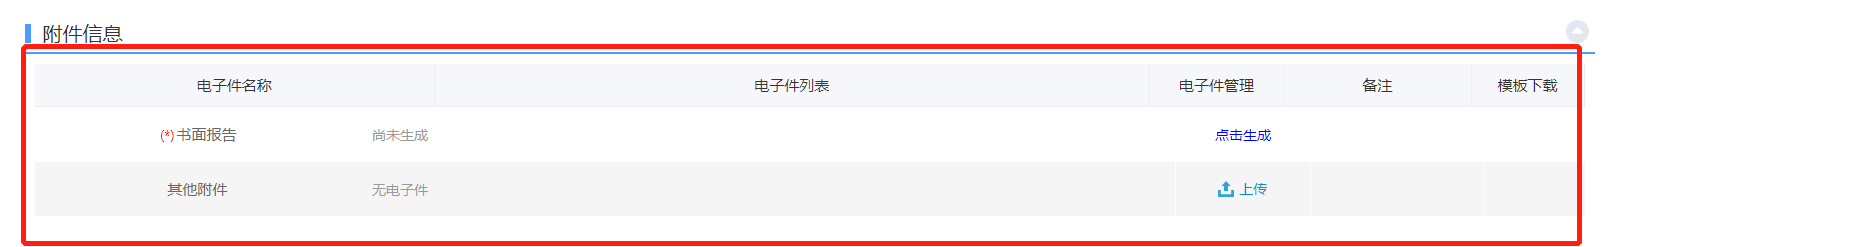 附件信息
电子件名称 电子件列表 电子件管理 备注 模板下载
(*)书面报告 尚未生成 点击生成
其他附件 无电子件 上传